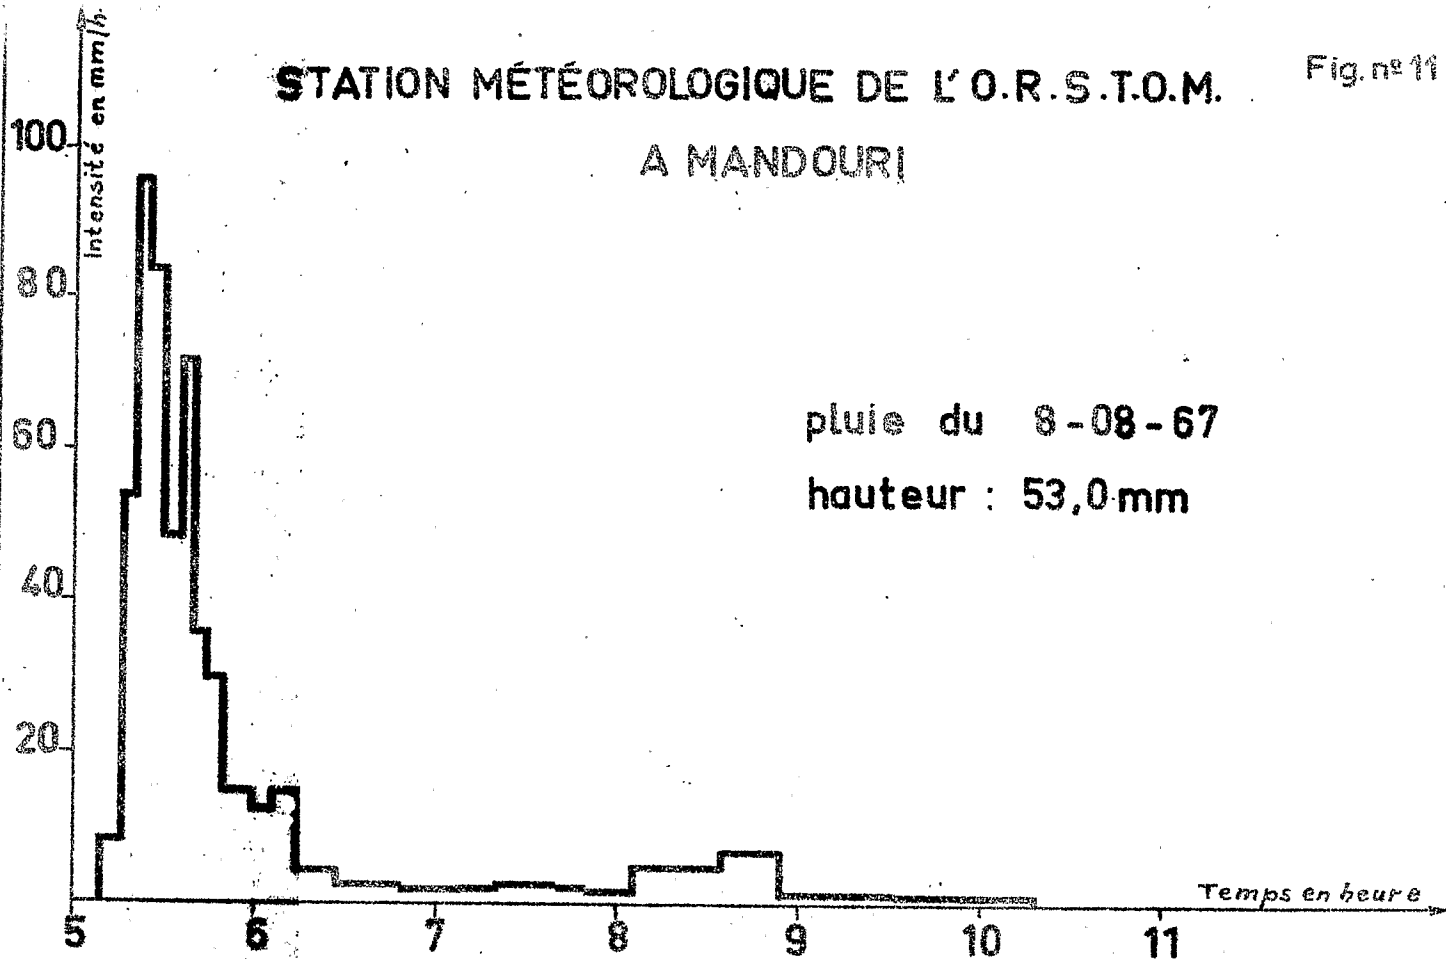 Fig. nº 11
STATION MÉTÉOROLOGIQUE DE L'O.R.S.T.O.M.
A MANDOURI
Intensité en mm/h.
100
80
60
40
20
pluie du 8-08-67
hauteur : 53,0 mm
Temps en heure
5 6 7 8 9 10 11